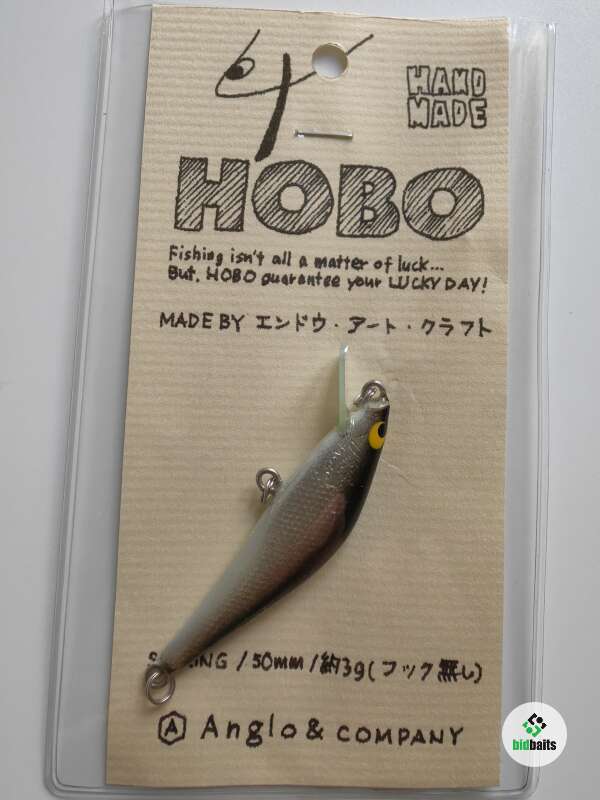 HAND
MADE
HOBO
Fishing isn't all a matter of luck...
But, HOBO guarantee your LUCKY DAY!
MADE BY エンドウ・アート・クラフト
/50mm/約3g(フック無し)
A Anglo & COMPANY
bidbaits